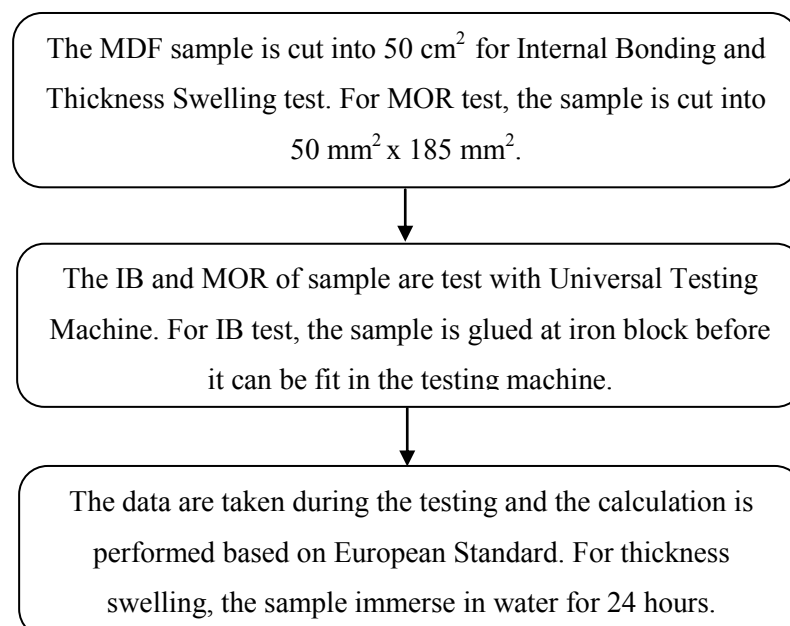 The MDF sample is cut into 50 cm² for Internal Bonding and
Thickness Swelling test. For MOR test, the sample is cut into
50 mm² x 185 mm².
The IB and MOR of sample are test with Universal Testing
Machine. For IB test, the sample is glued at iron block before
it can be fit in the testing machine.
The data are taken during the testing and the calculation is
performed based on European Standard. For thickness
swelling, the sample immerse in water for 24 hours.